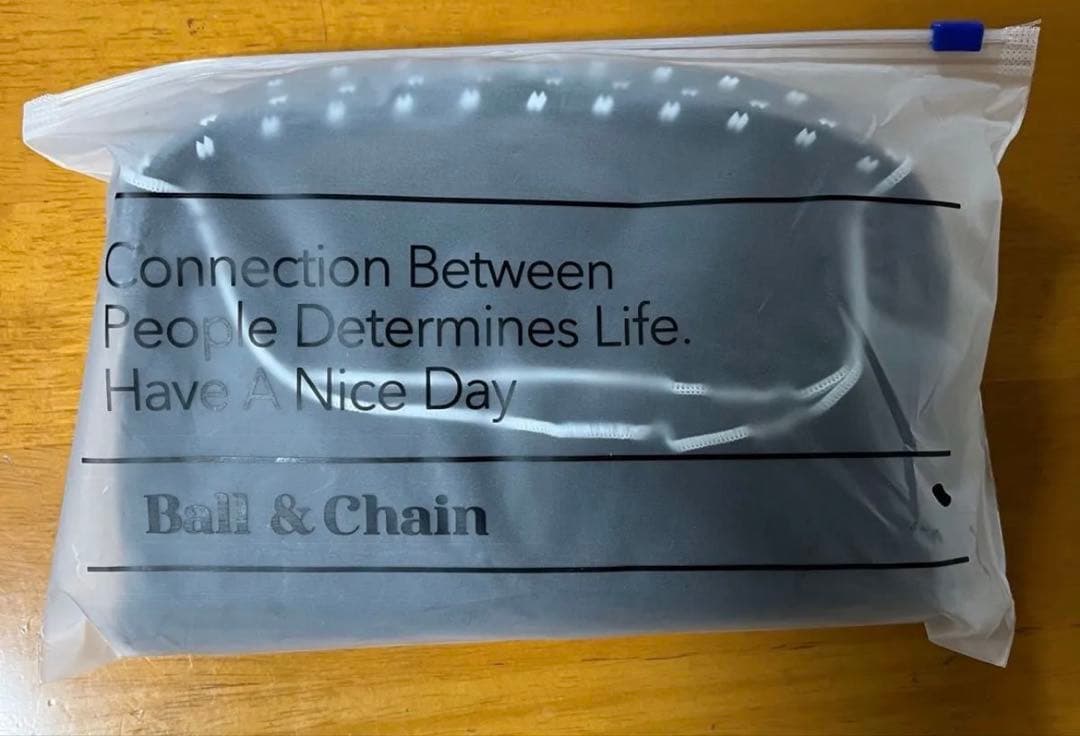 Connection Between
People Determines Life.
Have A Nice Day
Ball & Chain